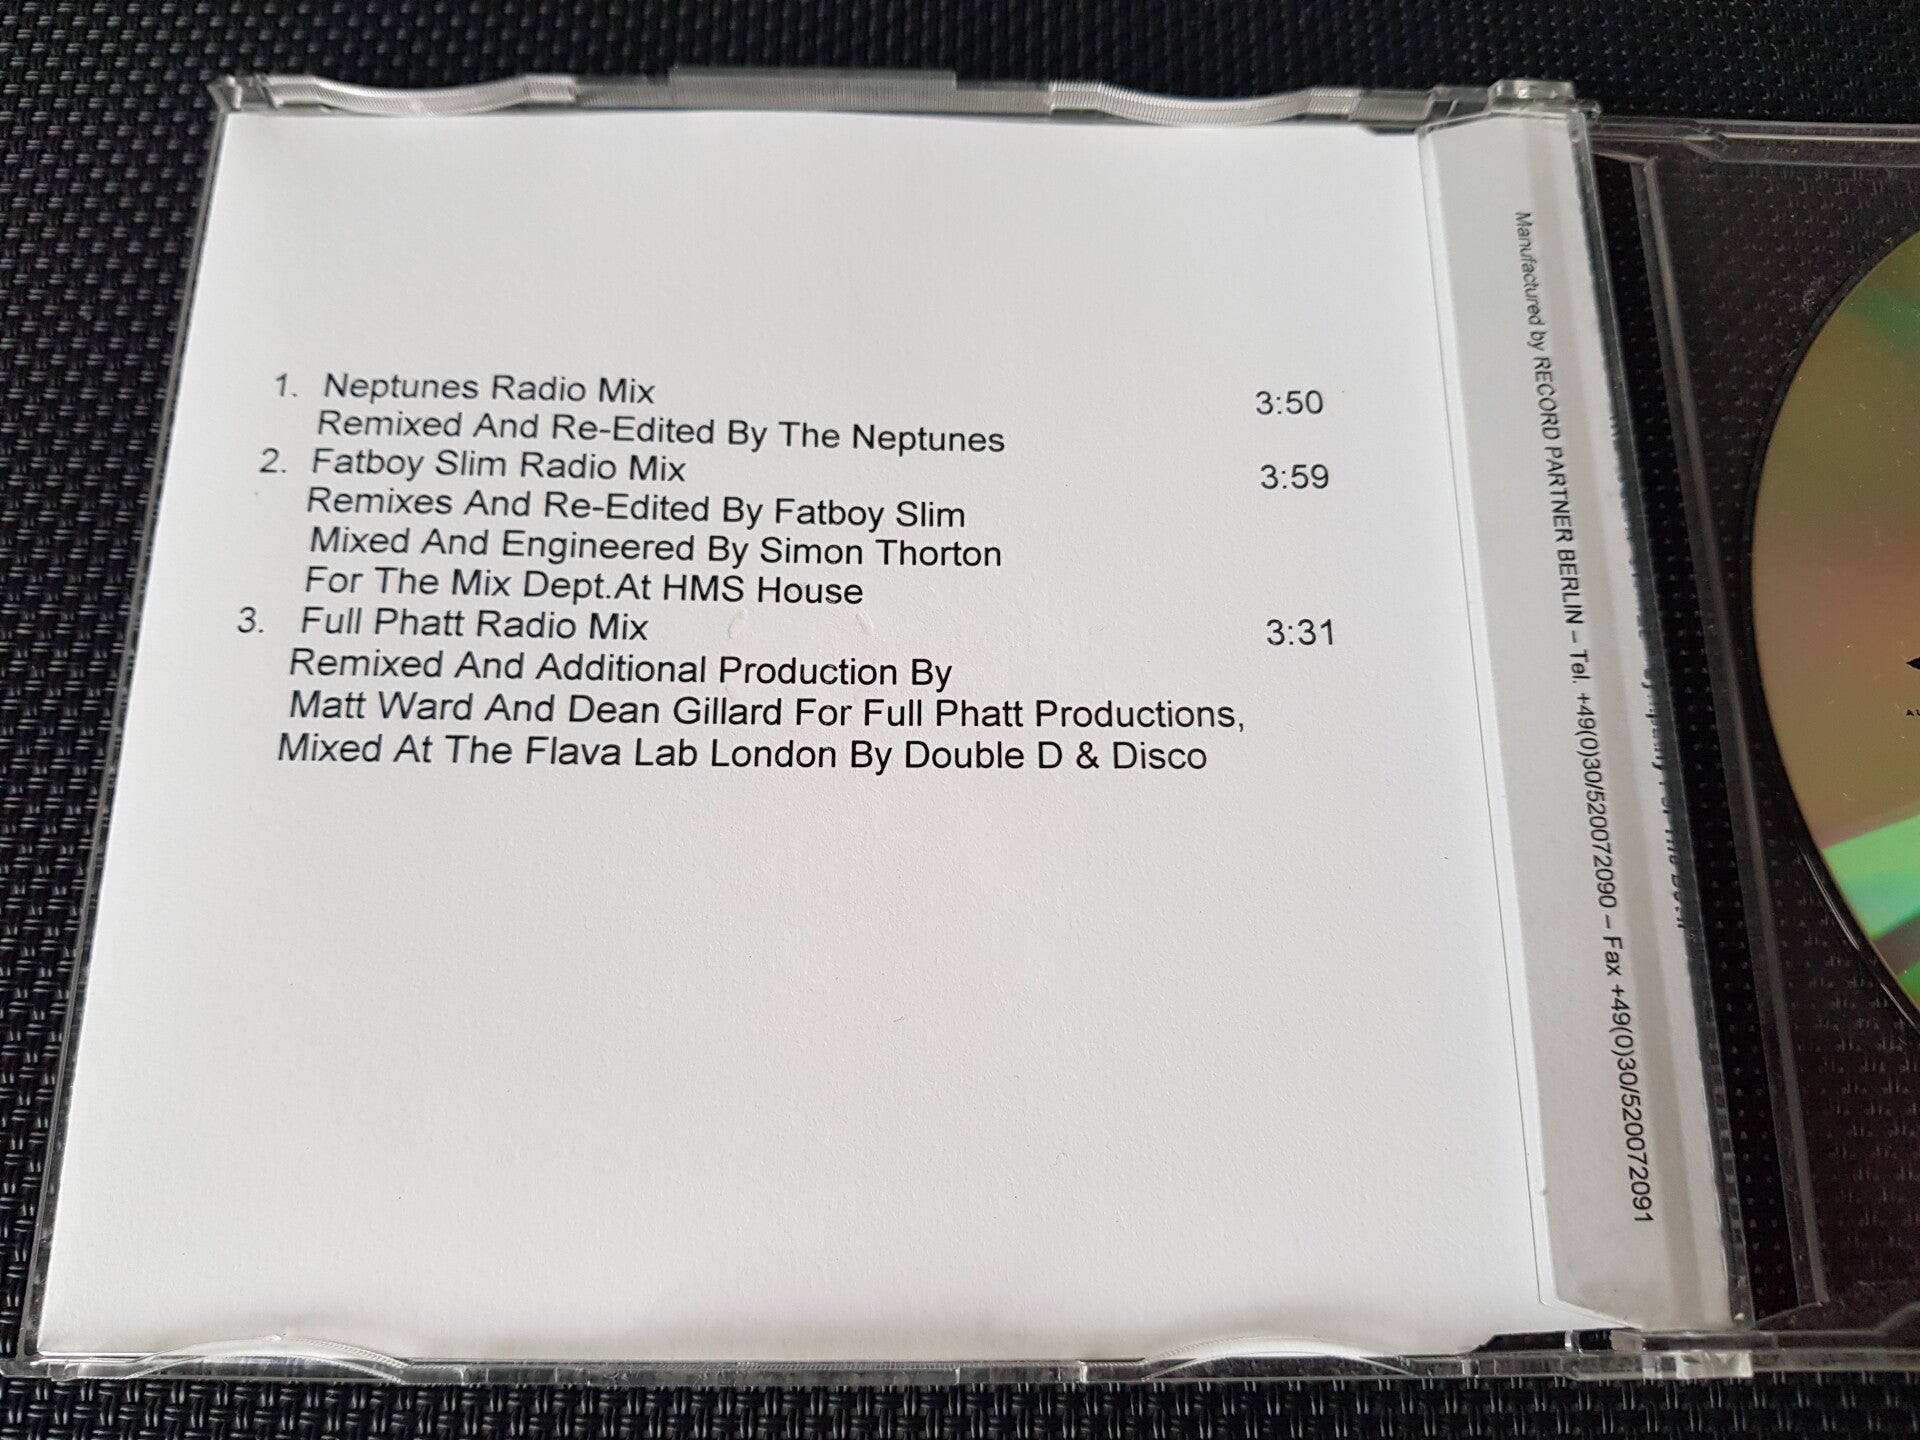 1. Neptunes Radio Mix 3:50
Remixed And Re-Edited By The Neptunes
2. Fatboy Slim Radio Mix 3:59
Remixes And Re-Edited By Fatboy Slim
Mixed And Engineered By Simon Thorton
For The Mix Dept.At HMS House
3. Full Phatt Radio Mix 3:31
Remixed And Additional Production By
Matt Ward And Dean Gillard For Full Phatt Productions,
Mixed At The Flava Lab London By Double D & Disco
Manufactured by RECORD PARTNER BERLIN – Tel. +49(0)30/520072090 – Fax +49(0)30/520072091